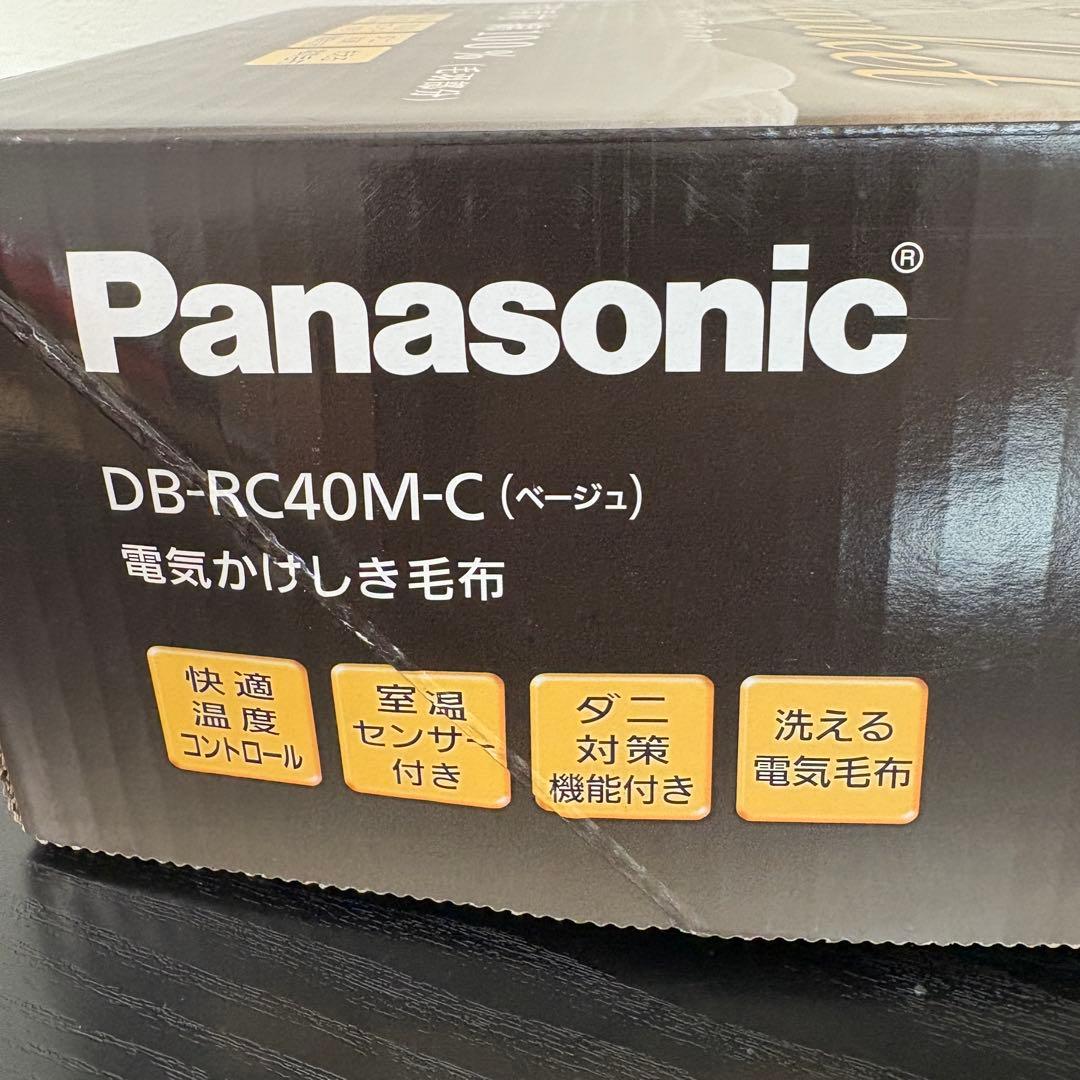 Panasonic®
DB-RC40M-C (ベージュ)
電気かけしき毛布
快適
温度
コントロール
室温
センサー
付き
ダニ
対策
機能付き
洗える
電気毛布